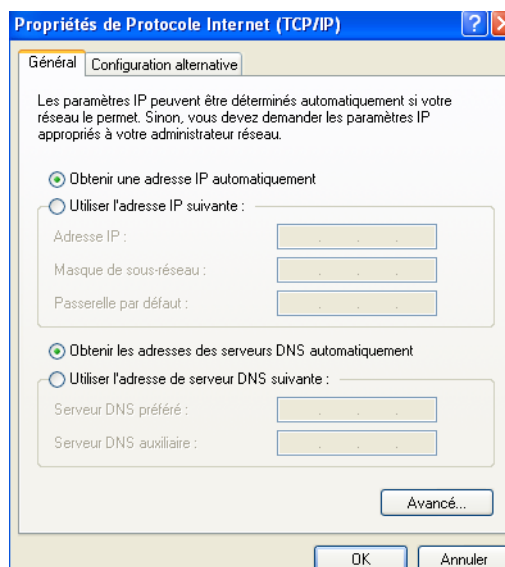 Propriétés de Protocole Internet (TCP/IP)
Général
Configuration alternative
Les paramètres IP peuvent être déterminés automatiquement si votre
réseau le permet. Sinon, vous devez demander les paramètres IP
appropriés à votre administrateur réseau.
Obtenir une adresse IP automatiquement
Utiliser l'adresse IP suivante :
Adresse IP :
Masque de sous-réseau :
Passerelle par défaut :
Obtenir les adresses des serveurs DNS automatiquement
Utiliser l'adresse de serveur DNS suivante :
Serveur DNS préféré :
Serveur DNS auxiliaire :
Avancé...
OK
Annuler